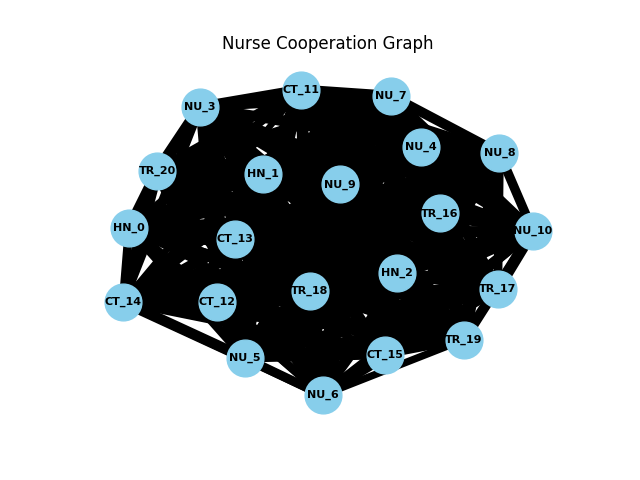 Nurse Cooperation Graph
CT_11
NU_7
NU_3
NU_4
NU_8
TR_20
HN_1
NU_9
TR_16
HN_0
NU_10
CT_13
HN_2
TR_17
TR_18
CT_14
CT_12
TR_19
CT_15
NU_5
NU_6